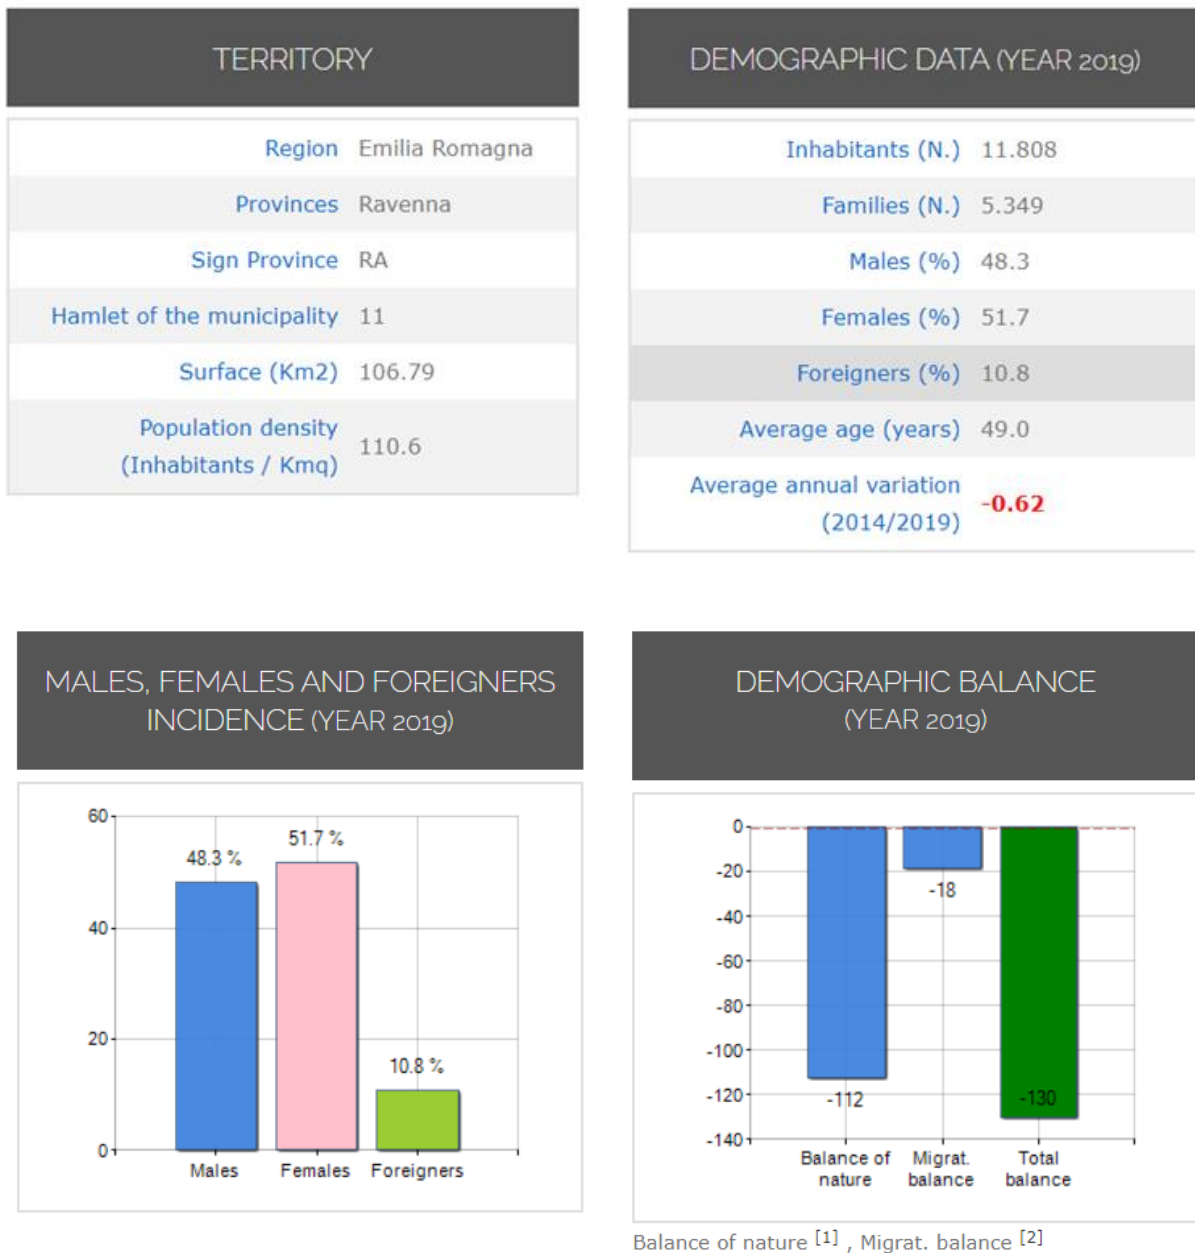 TERRITORY
Region Emilia Romagna
Provinces Ravenna
Sign Province RA
Hamlet of the municipality 11
Surface (Km2) 106.79
Population density
(Inhabitants / Kmq) 110.6
DEMOGRAPHIC DATA (YEAR 2019)
Inhabitants (N.) 11.808
Families (N.) 5.349
Males (%) 48.3
Females (%) 51.7
Foreigners (%) 10.8
Average age (years) 49.0
Average annual variation
(2014/2019) -0.62
MALES, FEMALES AND FOREIGNERS
INCIDENCE (YEAR 2019)
60
40
20
0
48.3 %
51.7 %
10.8 %
Males Females Foreigners
DEMOGRAPHIC BALANCE
(YEAR 2019)
0
-20
-40
-60
-80
-100
-120
-140
-112
-18
-130
Balance of
nature
Migrat.
balance
Total
balance
Balance of nature [1] , Migrat. balance [2]